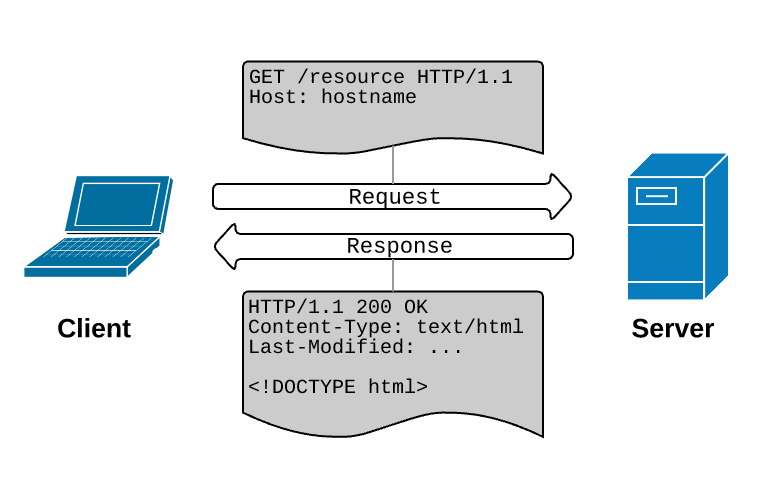 GET /resource HTTP/1.1
Host: hostname
Request
Response
Client
Server
HTTP/1.1 200 OK
Content-Type: text/html
Last-Modified: ...
<!DOCTYPE html>